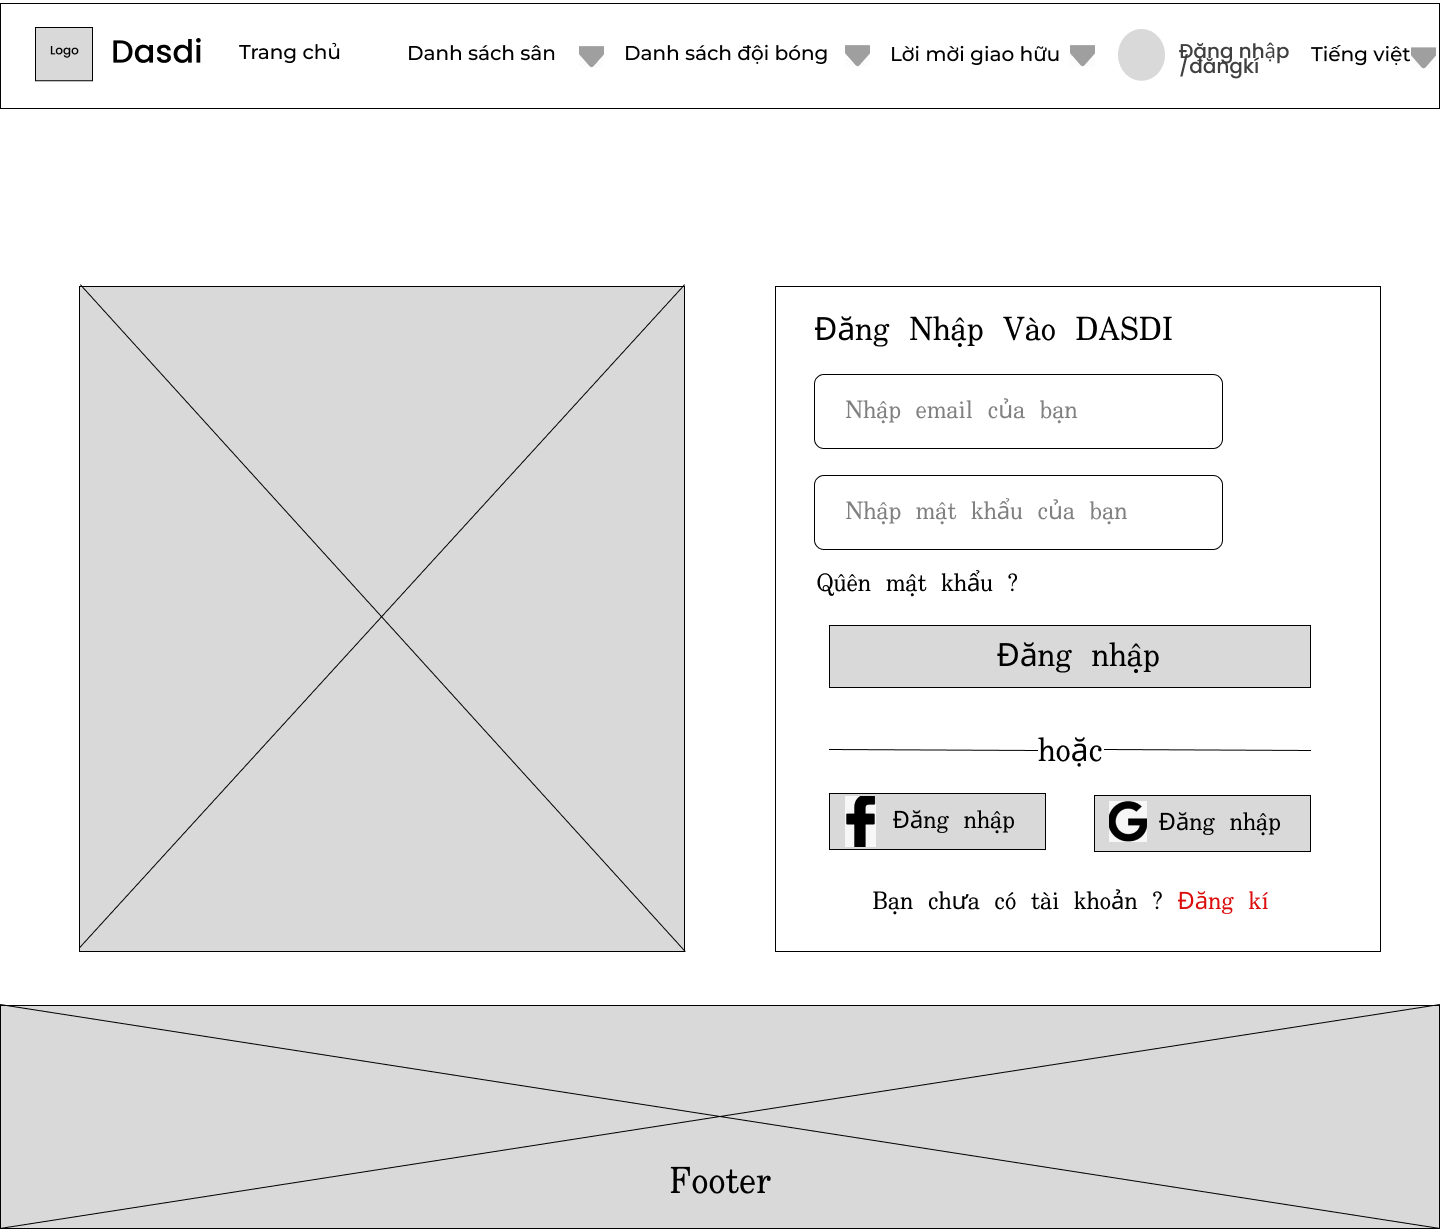 Logo
Dasdi
Trang chủ
Danh sách sân
Danh sách đội bóng
Lời mời giao hữu
Đăng nhập
/đăngkí
Tiếng việt
Đăng Nhập Vào DASDI
Nhập email của bạn
Nhập mật khẩu của bạn
Qûên mật khẩu ?
Đăng nhập
hoặc
Đăng nhập
Đăng nhập
Bạn chưa có tài khoản ? Đăng kí
Footer